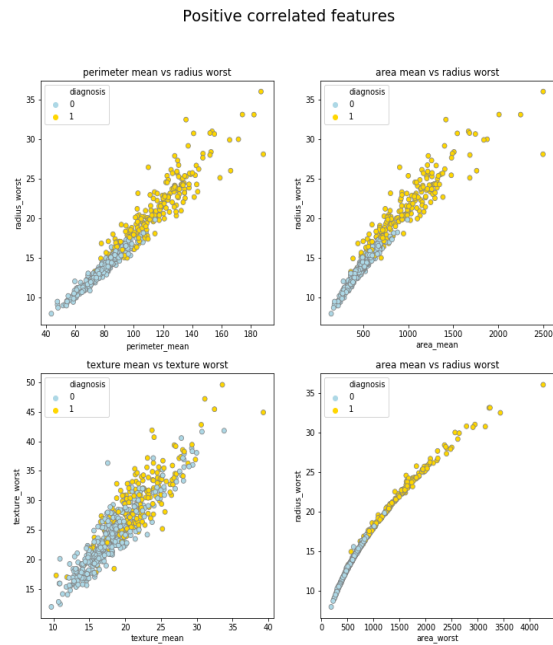 Positive correlated features
perimeter mean vs radius worst
diagnosis
0
1
radius_worst
35
30
25
20
15
10
40 60 80 100 120 140 160 180
perimeter_mean
area mean vs radius worst
diagnosis
0
1
radius_worst
35
30
25
20
15
10
500 1000 1500 2000 2500
area_mean
texture mean vs texture worst
diagnosis
0
1
texture_worst
50
45
40
35
30
25
20
15
10 15 20 25 30 35 40
texture_mean
area mean vs radius worst
diagnosis
0
1
radius_worst
35
30
25
20
15
10
0 500 1000 1500 2000 2500 3000 3500 4000
area_worst